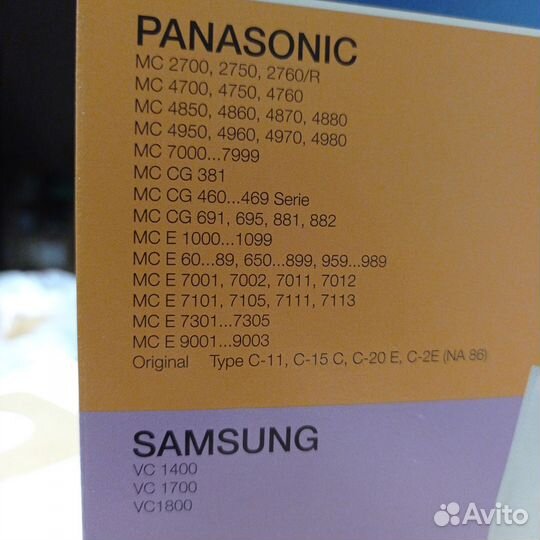 PANASONIC
MC 2700, 2750, 2760/R
MC 4700, 4750, 4760
MC 4850, 4860, 4870, 4880
MC 4950, 4960, 4970, 4980
MC 7000...7999
MC CG 381
MC CG 460...469 Serie
MC CG 691, 695, 881, 882
MC E 1000...1099
MC E 60...89, 650...899, 959...989
MC E 7001, 7002, 7011, 7012
MC E 7101, 7105, 7111, 7113
MC E 7301...7305
MC E 9001...9003
Original Type C-11, C-15 C, C-20 E, C-2E (NA 86)
SAMSUNG
VC 1400
VC 1700
VC1800
Avito